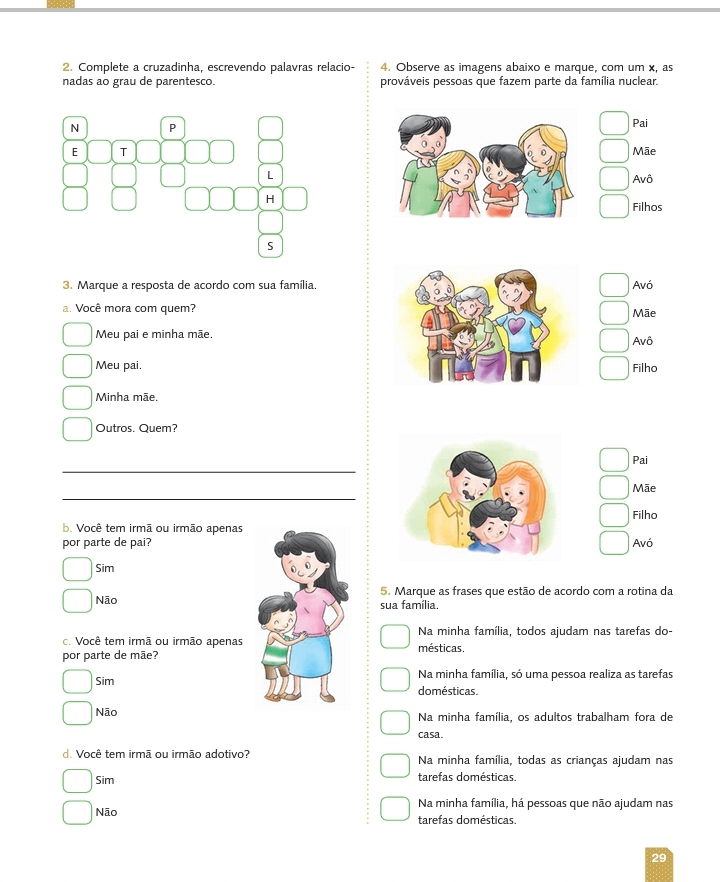 2. Complete a cruzadinha, escrevendo palavras relacio-
nadas ao grau de parentesco.
N
P
E
T
L
H
S
3. Marque a resposta de acordo com sua família.
a. Você mora com quem?
Meu pai e minha mãe.
Meu pai.
Minha mãe.
Outros. Quem?
b. Você tem irmã ou irmão apenas
por parte de pai?
Sim
Não
c. Você tem irmã ou irmão apenas
por parte de mãe?
Sim
Não
d. Você tem irmã ou irmão adotivo?
Sim
Não
4. Observe as imagens abaixo e marque, com um x, as
prováveis pessoas que fazem parte da família nuclear.
Pai
Mãe
Avô
Filhos
Avó
Mãe
Avô
Filho
Pai
Mãe
Filho
Avó
5. Marque as frases que estão de acordo com a rotina da
sua família.
Na minha família, todos ajudam nas tarefas do-
mésticas.
Na minha família, só uma pessoa realiza as tarefas
domésticas.
Na minha família, os adultos trabalham fora de
casa.
Na minha família, todas as crianças ajudam nas
tarefas domésticas.
Na minha família, há pessoas que não ajudam nas
tarefas domésticas.
29